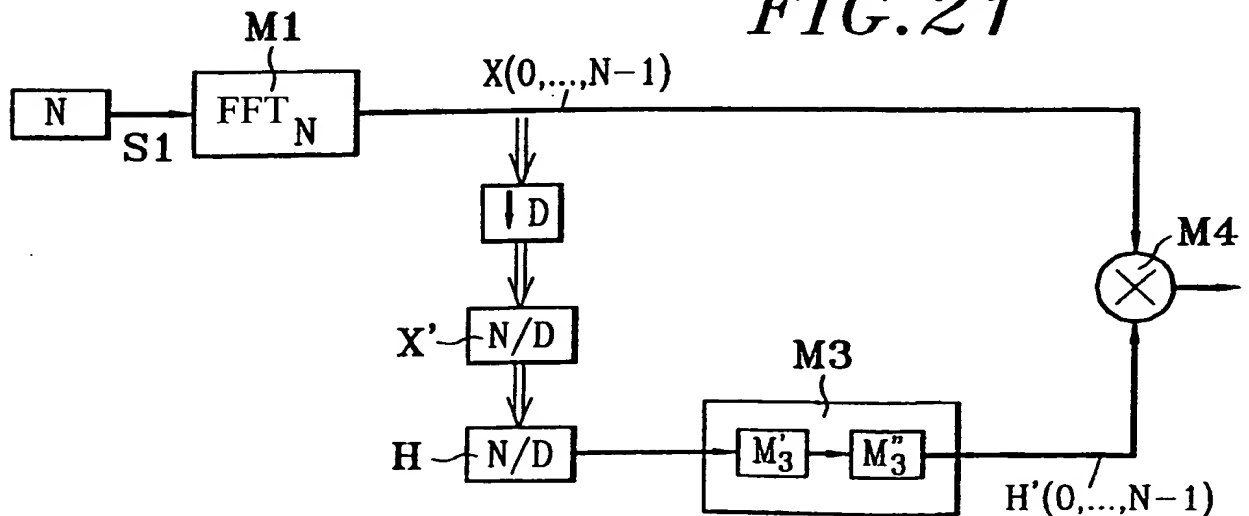 FIG. 21
M1
X(0,...,N−1)
N
FFT N
S1
↓ D
M4
X'
N/D
M3
H
N/D
M'3
M"3
H'(0,...,N−1)